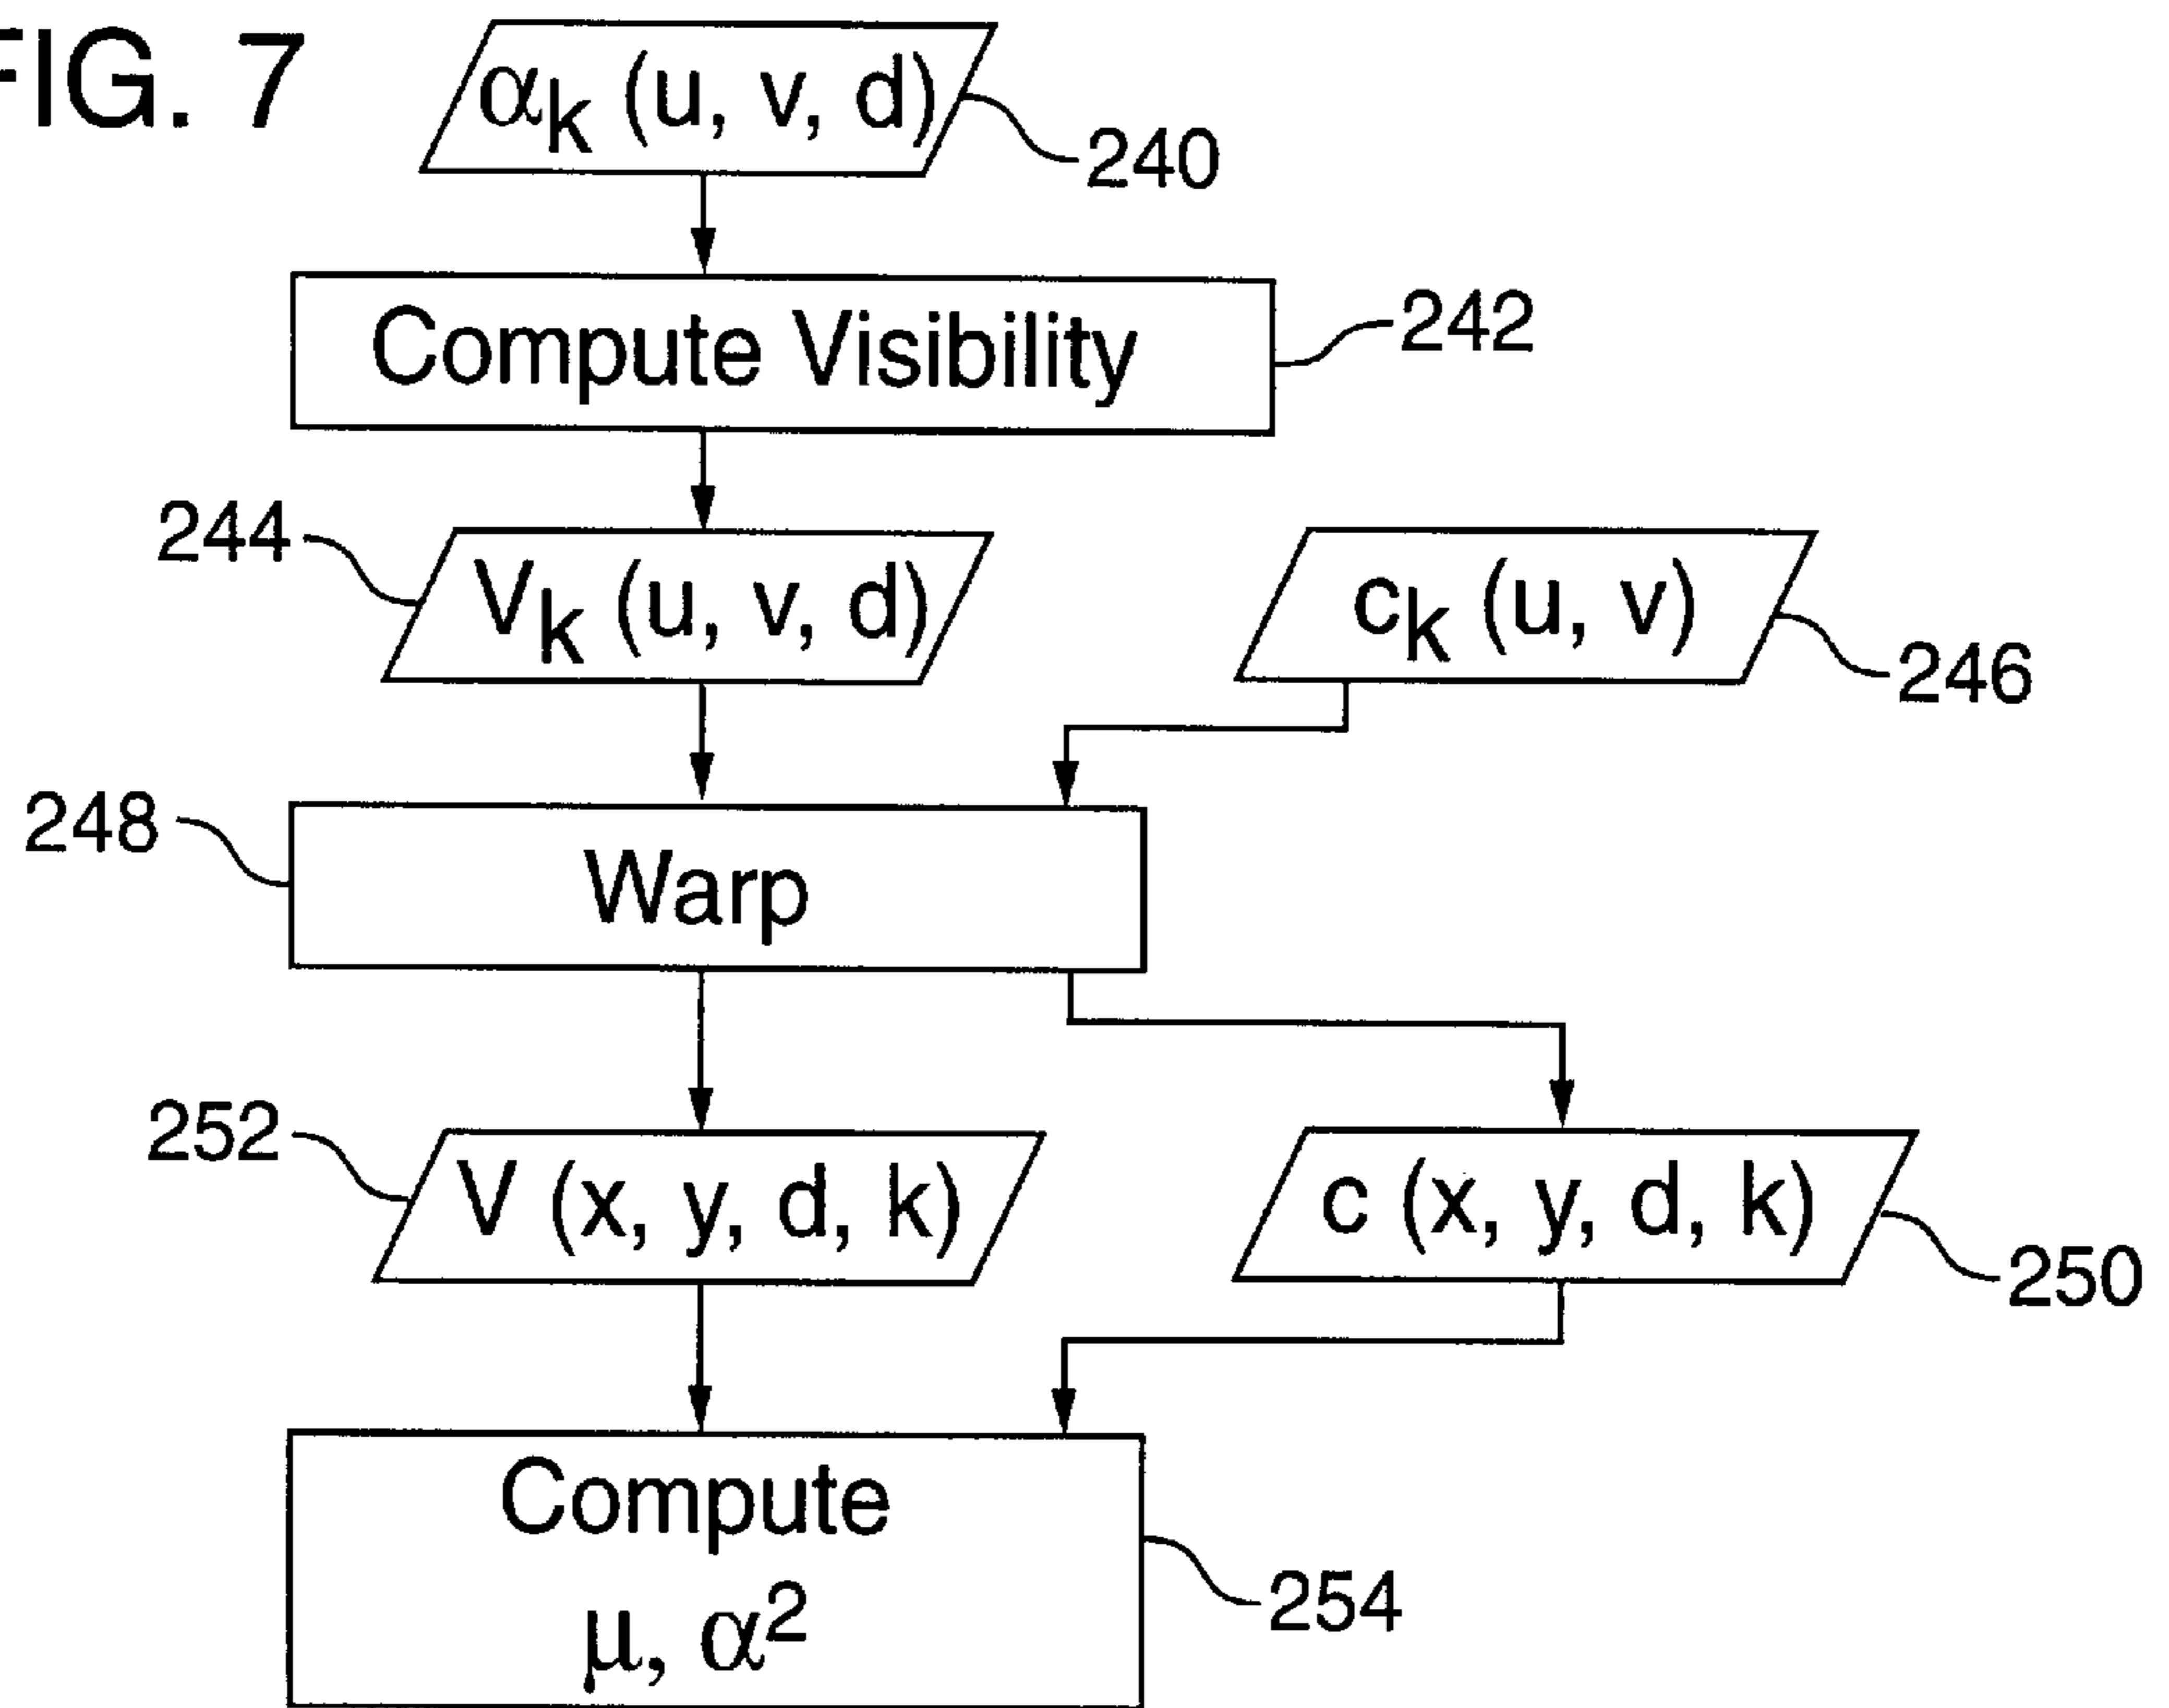 FIG. 7
αk (u, v, d)
240
Compute Visibility
242
244
Vk (u, v, d)
ck (u, v)
246
248
Warp
252
V (x, y, d, k)
c (x, y, d, k)
250
Compute
μ, α²
254